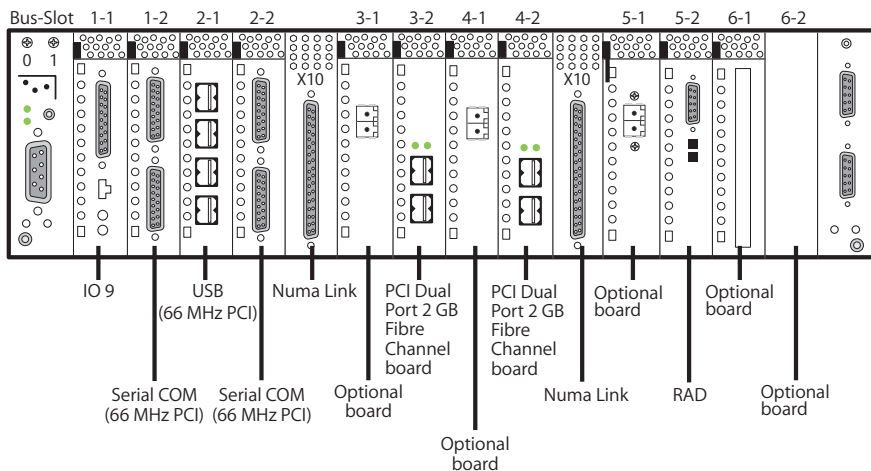 Bus-Slot 1-1 1-2 2-1 2-2 3-1 3-2 4-1 4-2 5-1 5-2 6-1 6-2
0 1
X10
X10
IO 9
USB
(66 MHz PCI)
Numa Link
PCI Dual
Port 2 GB
Fibre
Channel
board
PCI Dual
Port 2 GB
Fibre
Channel
board
Optional
board
Optional
board
Serial COM
(66 MHz PCI)
Serial COM
(66 MHz PCI)
Optional
board
Numa Link
RAD
Optional
board
Optional
board